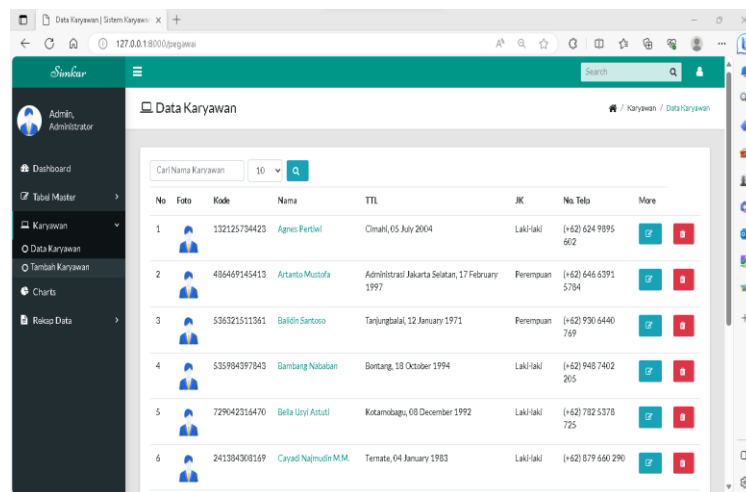 Data Karyawan | Sistem Karyawan
127.0.0.1:8000/pegawai
Simkar
Search
Admin,
Administrator
Data Karyawan
/ Karyawan / Data Karyawan
Dashboard
Tabel Master
Karyawan
Data Karyawan
Tambah Karyawan
Charts
Rekap Data
Cari Nama Karyawan 10
No Foto Kode Nama TTL JK No. Telp More
1 132125734423 Agnes Pertiwi Cimahi, 05 July 2004 Laki-laki (+62) 624 9895
602
2 486469145413 Artanto Mustofa Administrasi Jakarta Selatan, 17 February Perempuan (+62) 646 6391
1997 5784
3 536321511361 Balidin Santoso Tanjungbalai, 12 January 1971 Perempuan (+62) 930 6440
769
4 535984397843 Bambang Nababan Bontang, 18 October 1994 Laki-laki (+62) 948 7402
205
5 729042316470 Bella Usyi Astuti Kotamobagu, 08 December 1992 Laki-laki (+62) 782 5378
725
6 241384308169 Cayadi Najmudin M.M. Ternate, 04 January 1983 Laki-laki (+62) 879 660 290